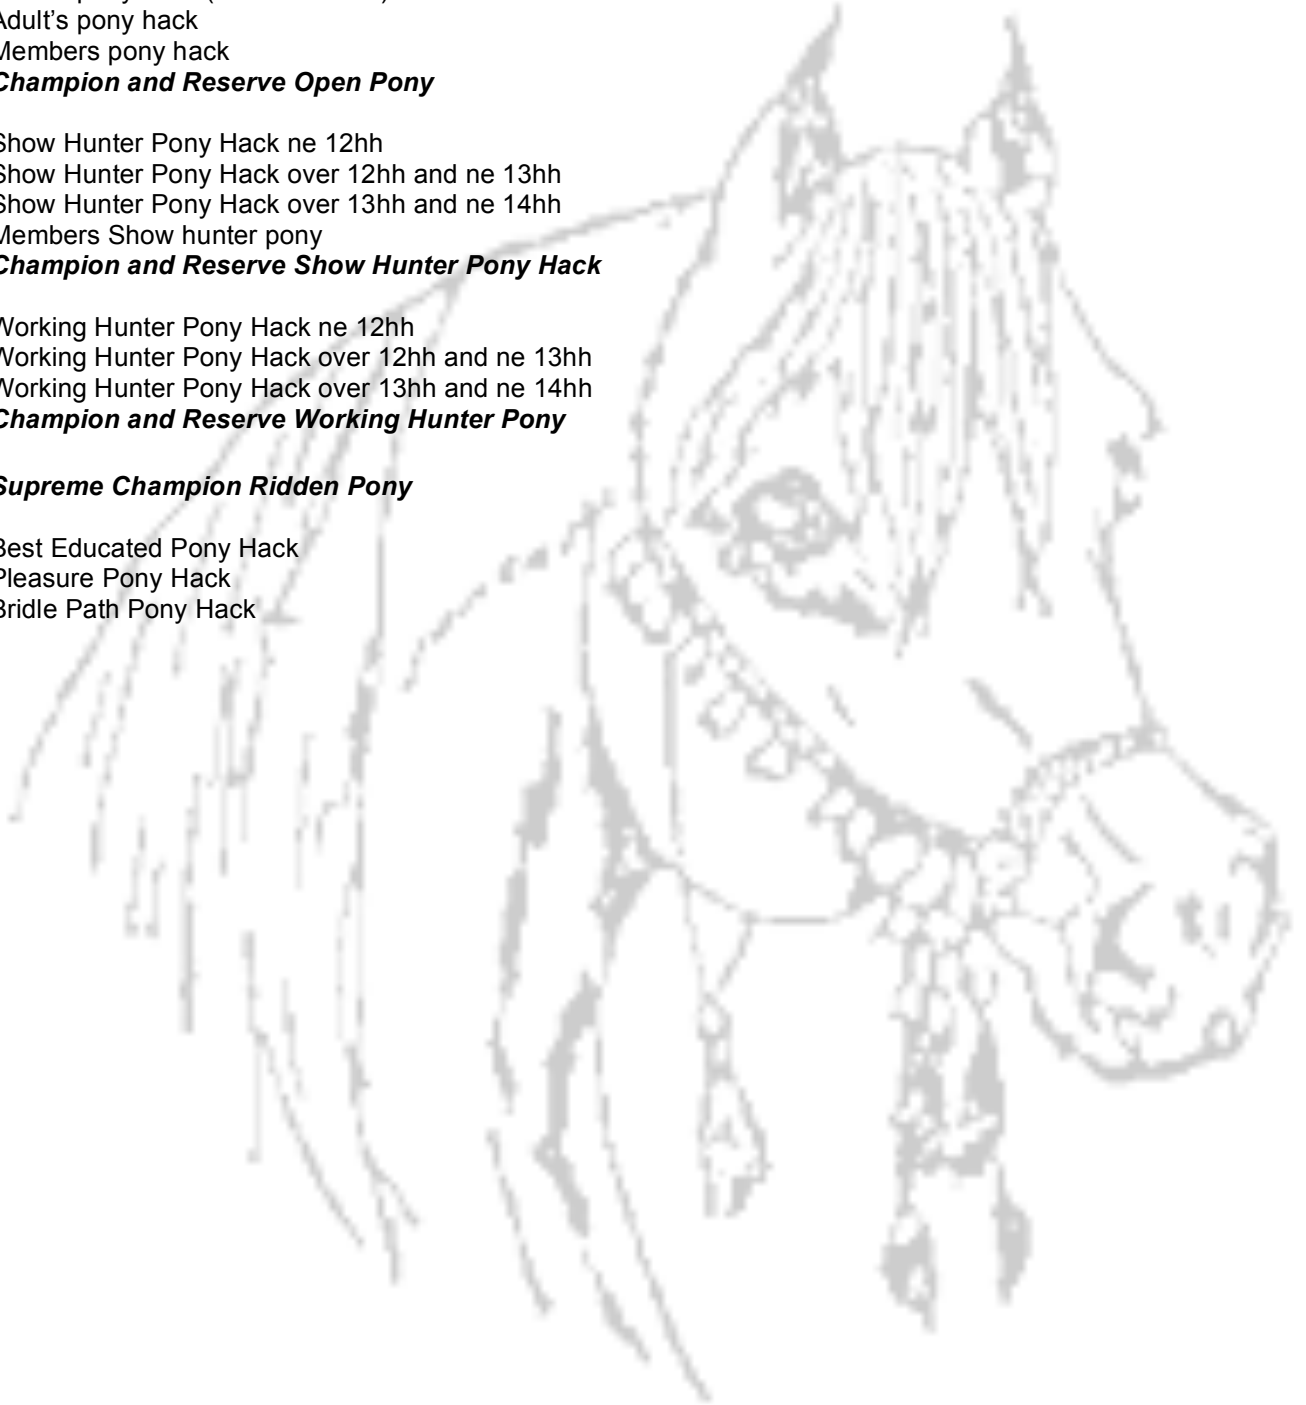 Adult's pony hack
Members pony hack
Champion and Reserve Open Pony
Show Hunter Pony Hack ne 12hh
Show Hunter Pony Hack over 12hh and ne 13hh
Show Hunter Pony Hack over 13hh and ne 14hh
Members Show hunter pony
Champion and Reserve Show Hunter Pony Hack
Working Hunter Pony Hack ne 12hh
Working Hunter Pony Hack over 12hh and ne 13hh
Working Hunter Pony Hack over 13hh and ne 14hh
Champion and Reserve Working Hunter Pony
Supreme Champion Ridden Pony
Best Educated Pony Hack
Pleasure Pony Hack
Bridle Path Pony Hack